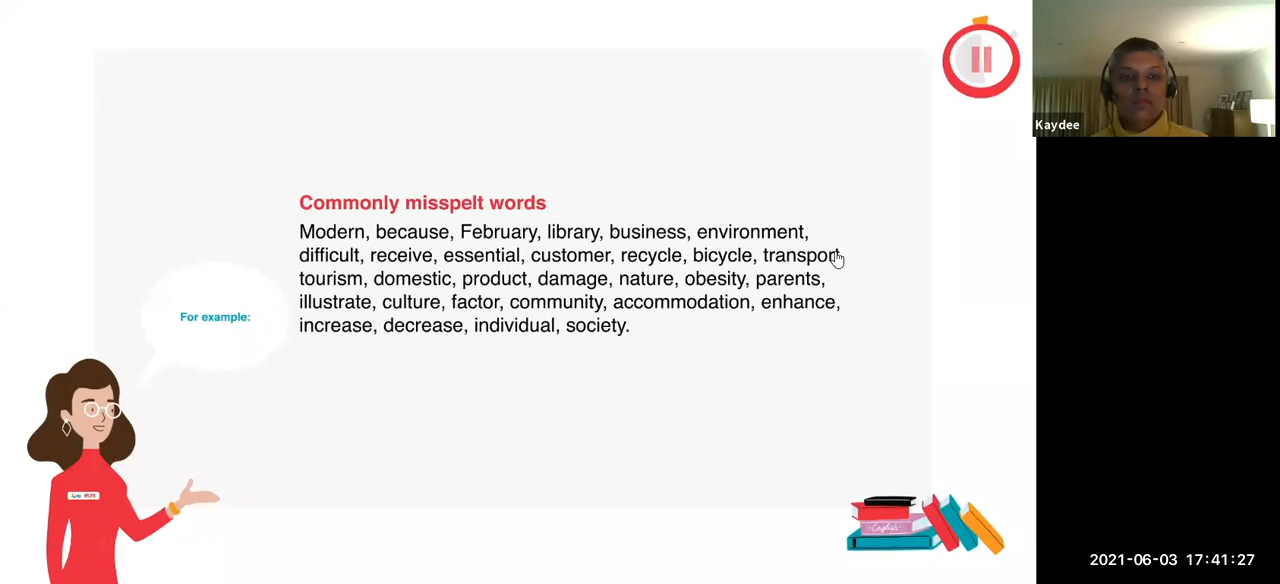 Kaydee
Commonly misspelt words
Modern, because, February, library, business, environment,
difficult, receive, essential, customer, recycle, bicycle, transport,
tourism, domestic, product, damage, nature, obesity, parents,
illustrate, culture, factor, community, accommodation, enhance,
increase, decrease, individual, society.
For example:
IELTS
English
2021-06-03 17:41:27